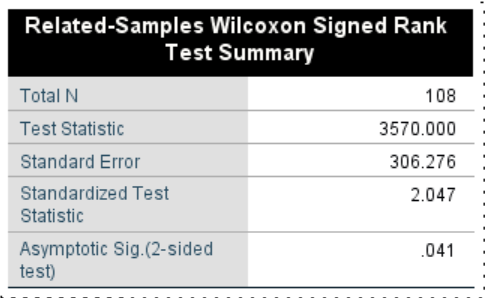 Related-Samples Wilcoxon Signed Rank
Test Summary
Total N 108
Test Statistic 3570.000
Standard Error 306.276
Standardized Test 2.047
Statistic
Asymptotic Sig.(2-sided .041
test)